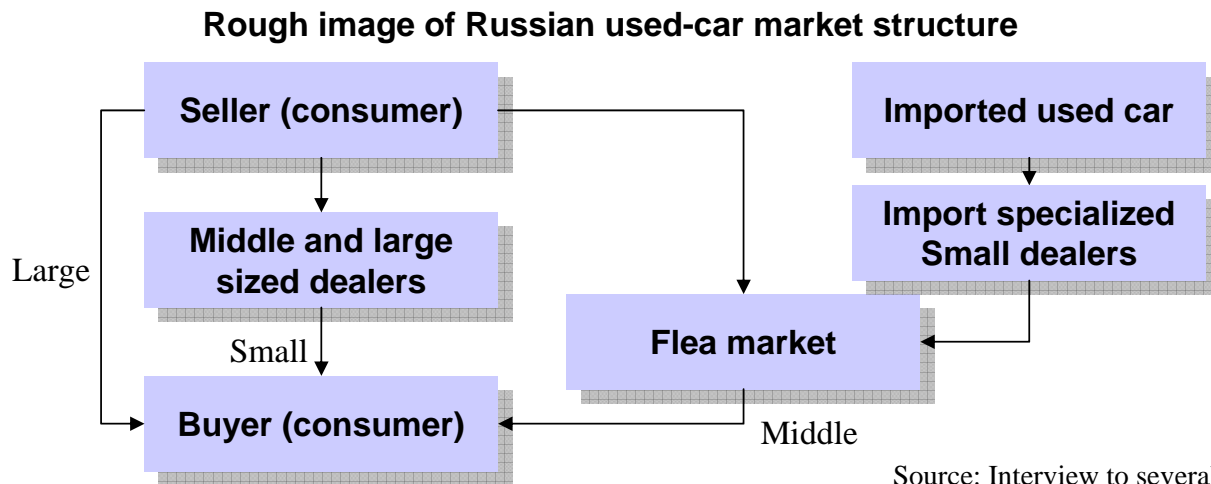 Rough image of Russian used-car market structure
Seller (consumer)
Imported used car
Middle and large
sized dealers
Import specialized
Small dealers
Large
Flea market
Small
Buyer (consumer)
Middle
Source: Interview to several